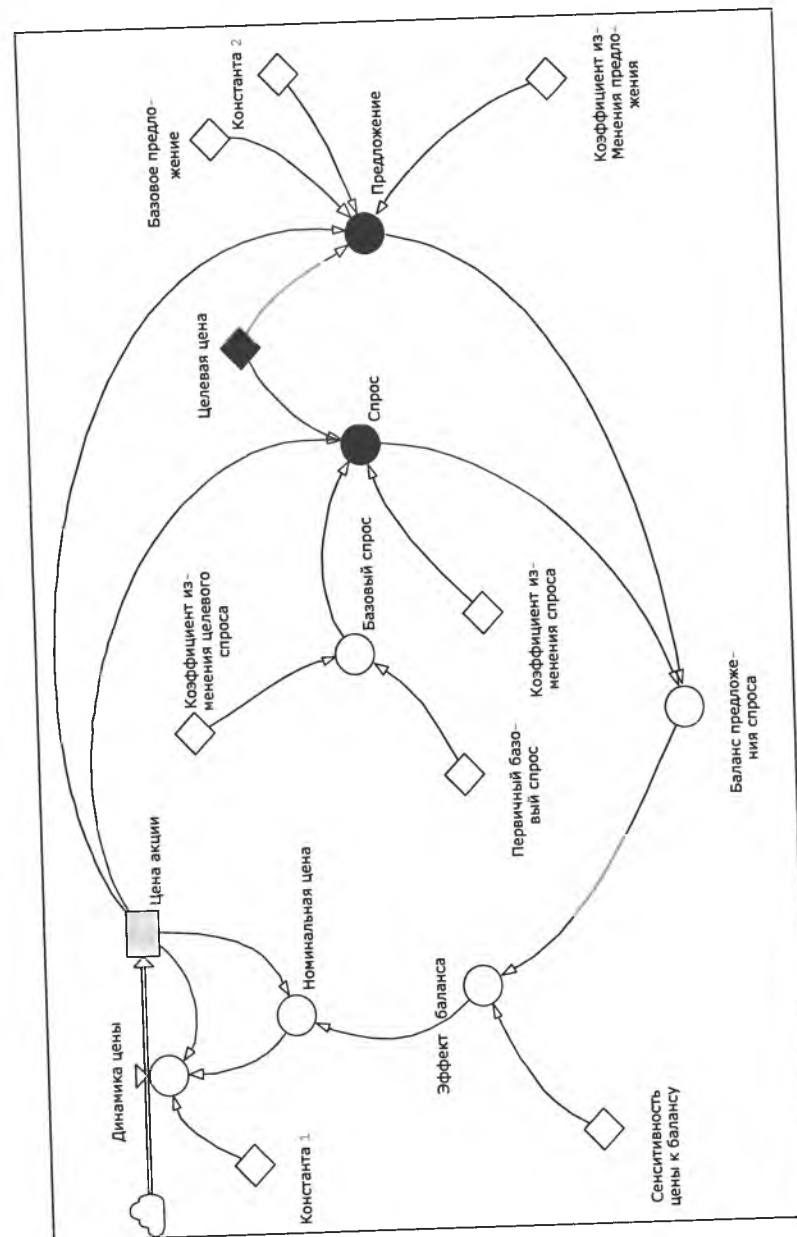 Динамика цены
Цена акции
Константа 1
Номинальная цена
Эффект баланса
Сенситивность
цены к балансу
Коэффициент из-
менения целевого
спроса
Базовый спрос
Первичный базо-
вый спрос
Коэффициент из-
менения спроса
Баланс предложе-
ния спроса
Целевая цена
Спрос
Базовое предло-
жение
Константа 2
Предложение
Коэффициент из-
Менения предло-
жения